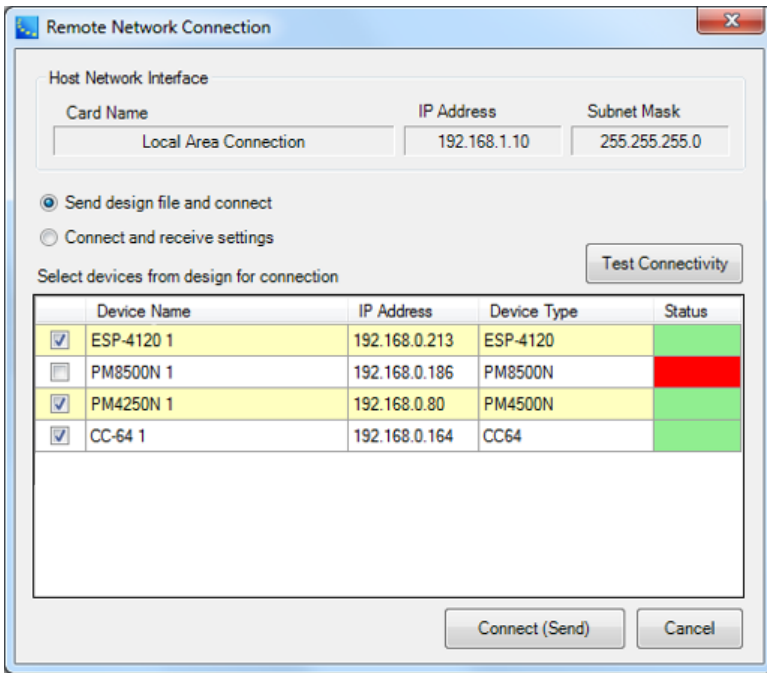 Remote Network Connection
Host Network Interface
Card Name IP Address Subnet Mask
Local Area Connection 192.168.1.10 255.255.255.0
Send design file and connect
Connect and receive settings
Test Connectivity
Select devices from design for connection
Device Name IP Address Device Type Status
ESP-4120 1 192.168.0.213 ESP-4120
PM8500N 1 192.168.0.186 PM8500N
PM4250N 1 192.168.0.80 PM4500N
CC-64 1 192.168.0.164 CC64
Connect (Send) Cancel